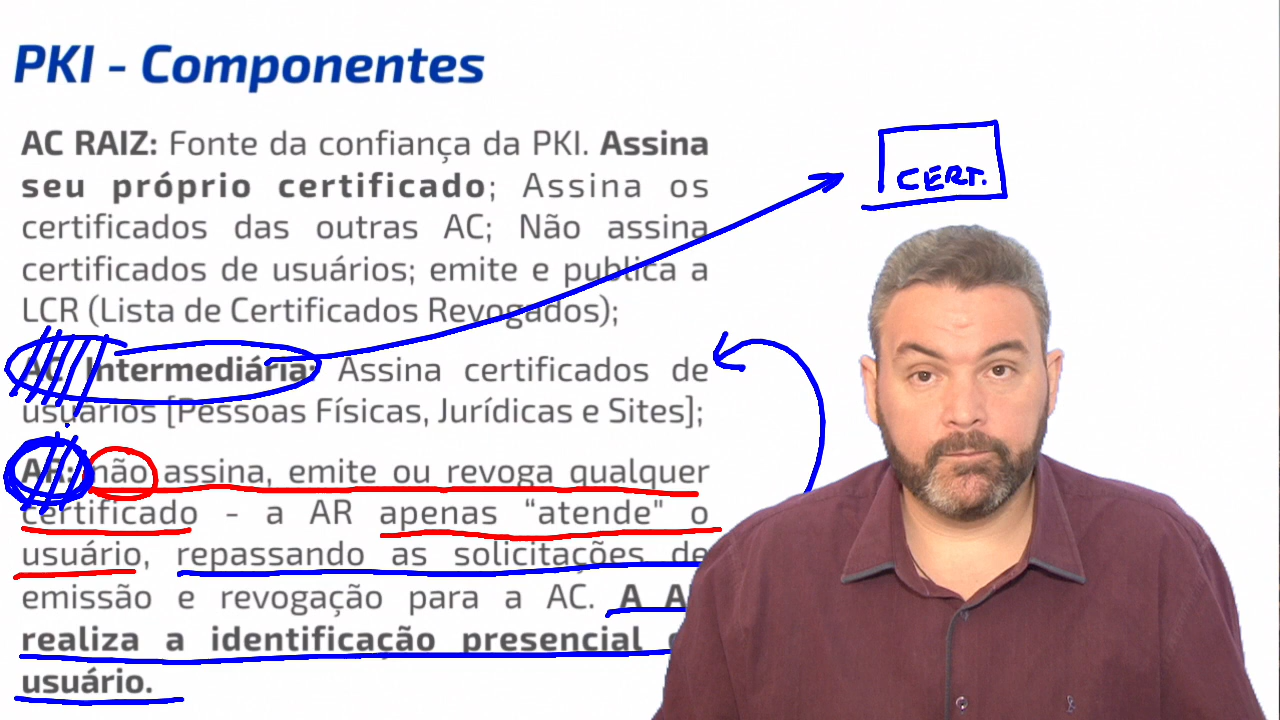 PKI - Componentes
AC RAIZ: Fonte da confiança da PKI. Assina
seu próprio certificado; Assina os
certificados das outras AC; Não assina
certificados de usuários; emite e publica a
LCR (Lista de Certificados Revogados);
CERT.
AC Intermediária: Assina certificados de
usuários [Pessoas Físicas, Jurídicas e Sites];
AR: não assina, emite ou revoga qualquer
certificado - a AR apenas “atende" o
usuário, repassando as solicitações de
emissão e revogação para a AC. A
realiza a identificação presencial
usuário.